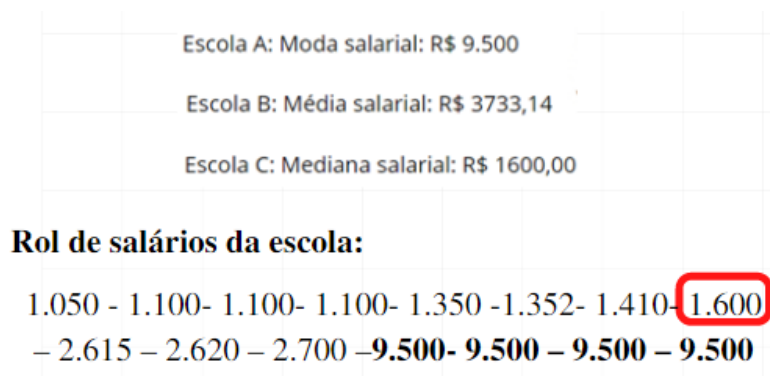 Escola A: Moda salarial: R$ 9.500
Escola B: Média salarial: R$ 3733,14
Escola C: Mediana salarial: R$ 1600,00
Rol de salários da escola:
1.050 - 1.100- 1.100- 1.100- 1.350 -1.352- 1.410- 1.600
– 2.615 – 2.620 – 2.700 –9.500- 9.500 – 9.500 – 9.500